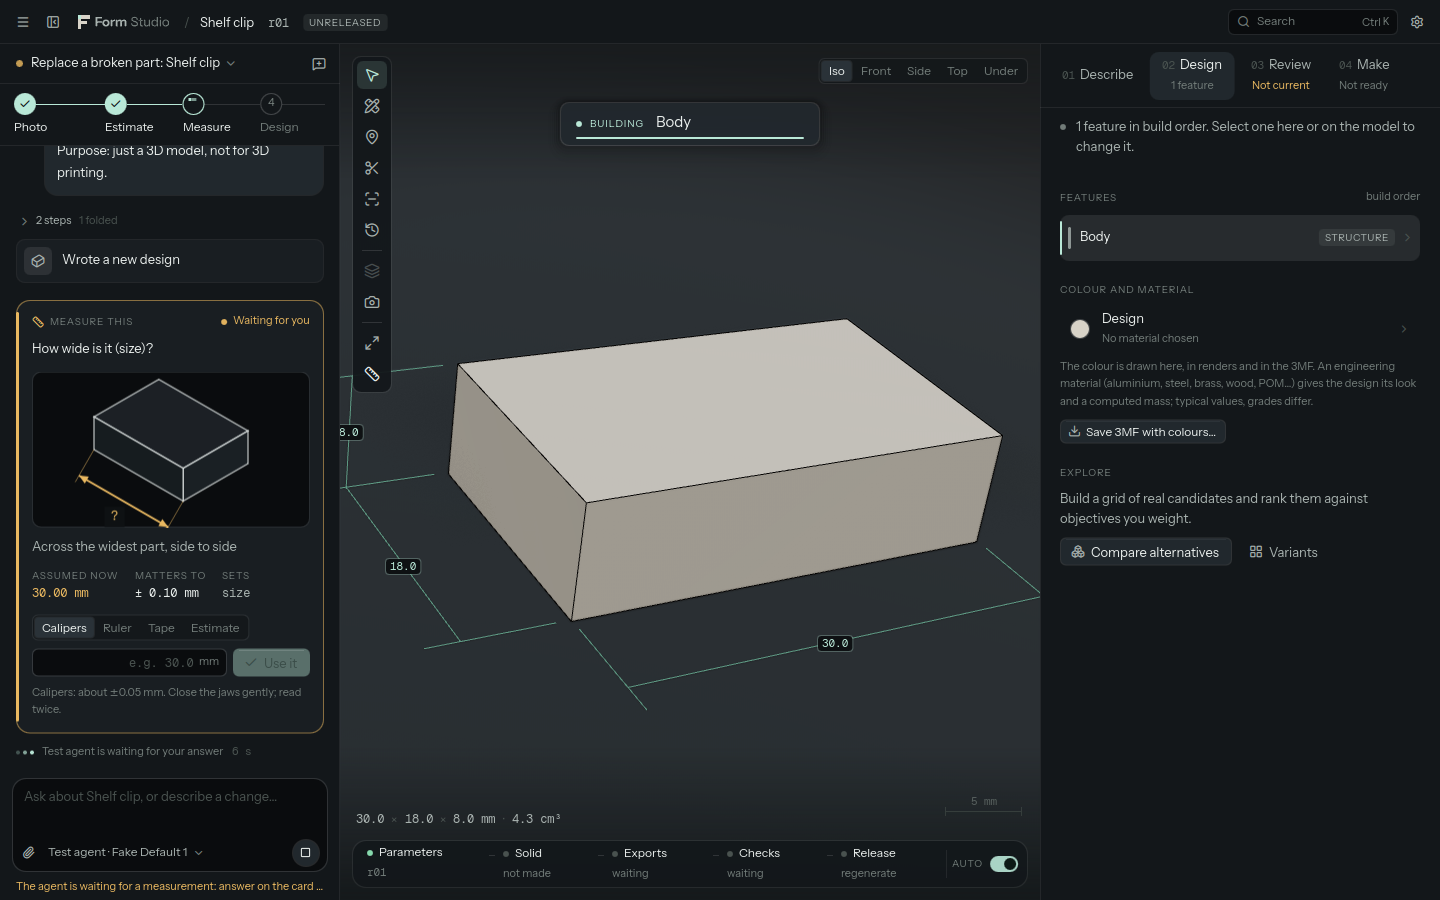 Form Studio / Shelf clip r01 UNRELEASED
Search Ctrl K
Replace a broken part: Shelf clip
Photo
Estimate
Measure
4
Design
Purpose: just a 3D model, not for 3D
printing.
2 steps 1 folded
Wrote a new design
MEASURE THIS
Waiting for you
How wide is it (size)?
?
Across the widest part, side to side
ASSUMED NOW MATTERS TO SETS
30.00 mm ± 0.10 mm size
Calipers Ruler Tape Estimate
e.g. 30.0 mm
Use it
Calipers: about ±0.05 mm. Close the jaws gently; read
twice.
Test agent is waiting for your answer 6 s
Ask about Shelf clip, or describe a change...
Test agent · Fake Default 1
The agent is waiting for a measurement: answer on the card ...
Iso Front Side Top Under
BUILDING Body
8.0
18.0
30.0
5 mm
30.0 × 18.0 × 8.0 mm · 4.3 cm³
Parameters
r01
Solid
not made
Exports
waiting
Checks
waiting
Release
regenerate
AUTO
01 Describe
02 Design
1 feature
03 Review
Not current
04 Make
Not ready
1 feature in build order. Select one here or on the model to
change it.
FEATURES build order
Body STRUCTURE
COLOUR AND MATERIAL
Design
No material chosen
The colour is drawn here, in renders and in the 3MF. An engineering
material (aluminium, steel, brass, wood, POM...) gives the design its look
and a computed mass; typical values, grades differ.
Save 3MF with colours...
EXPLORE
Build a grid of real candidates and rank them against
objectives you weight.
Compare alternatives
Variants